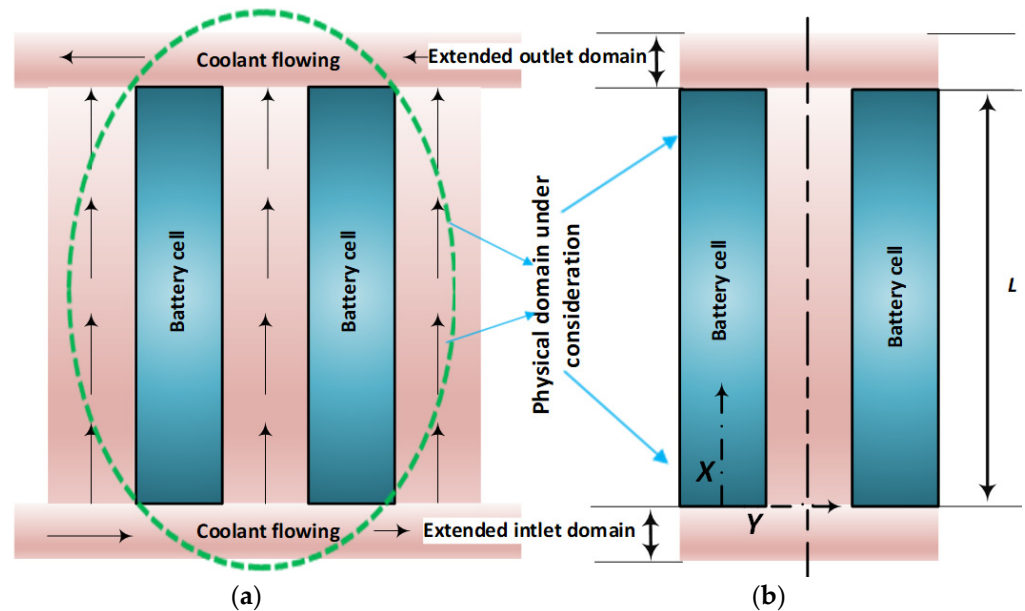 Coolant flowing
Extended outlet domain
Battery cell
Battery cell
Coolant flowing
Extended intlet domain
Physical domain under
consideration
Battery cell
Battery cell
L
X
Y
(a)
(b)